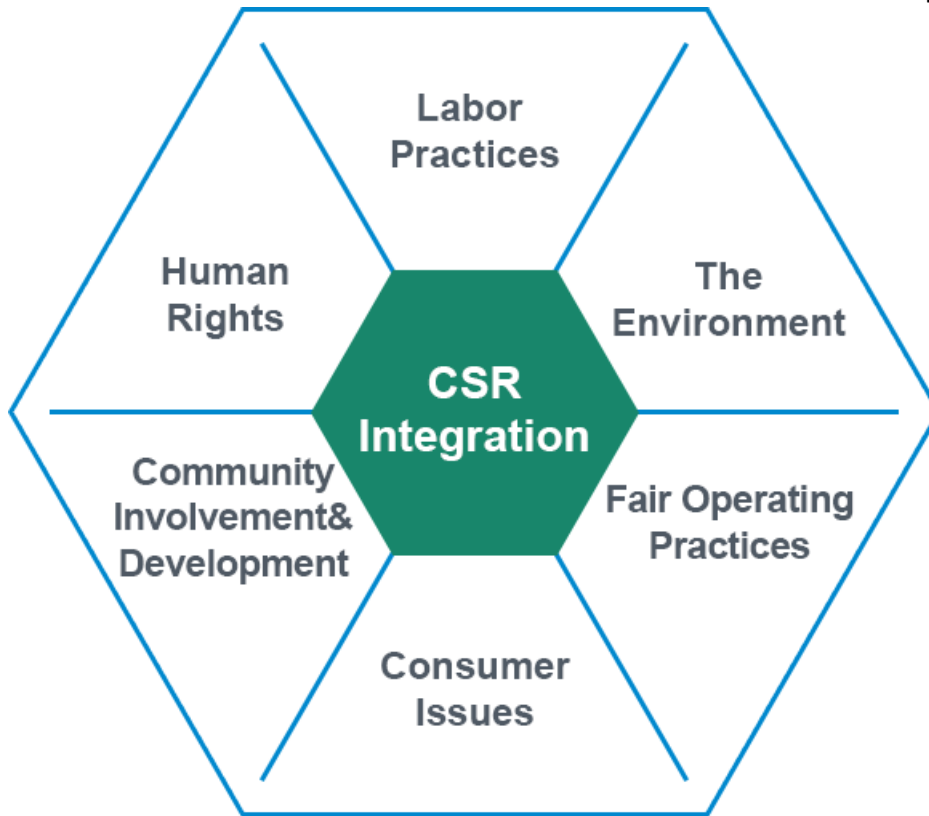 Labor
Practices
Human
Rights
The
Environment
CSR
Integration
Community
Involvement&
Development
Fair Operating
Practices
Consumer
Issues